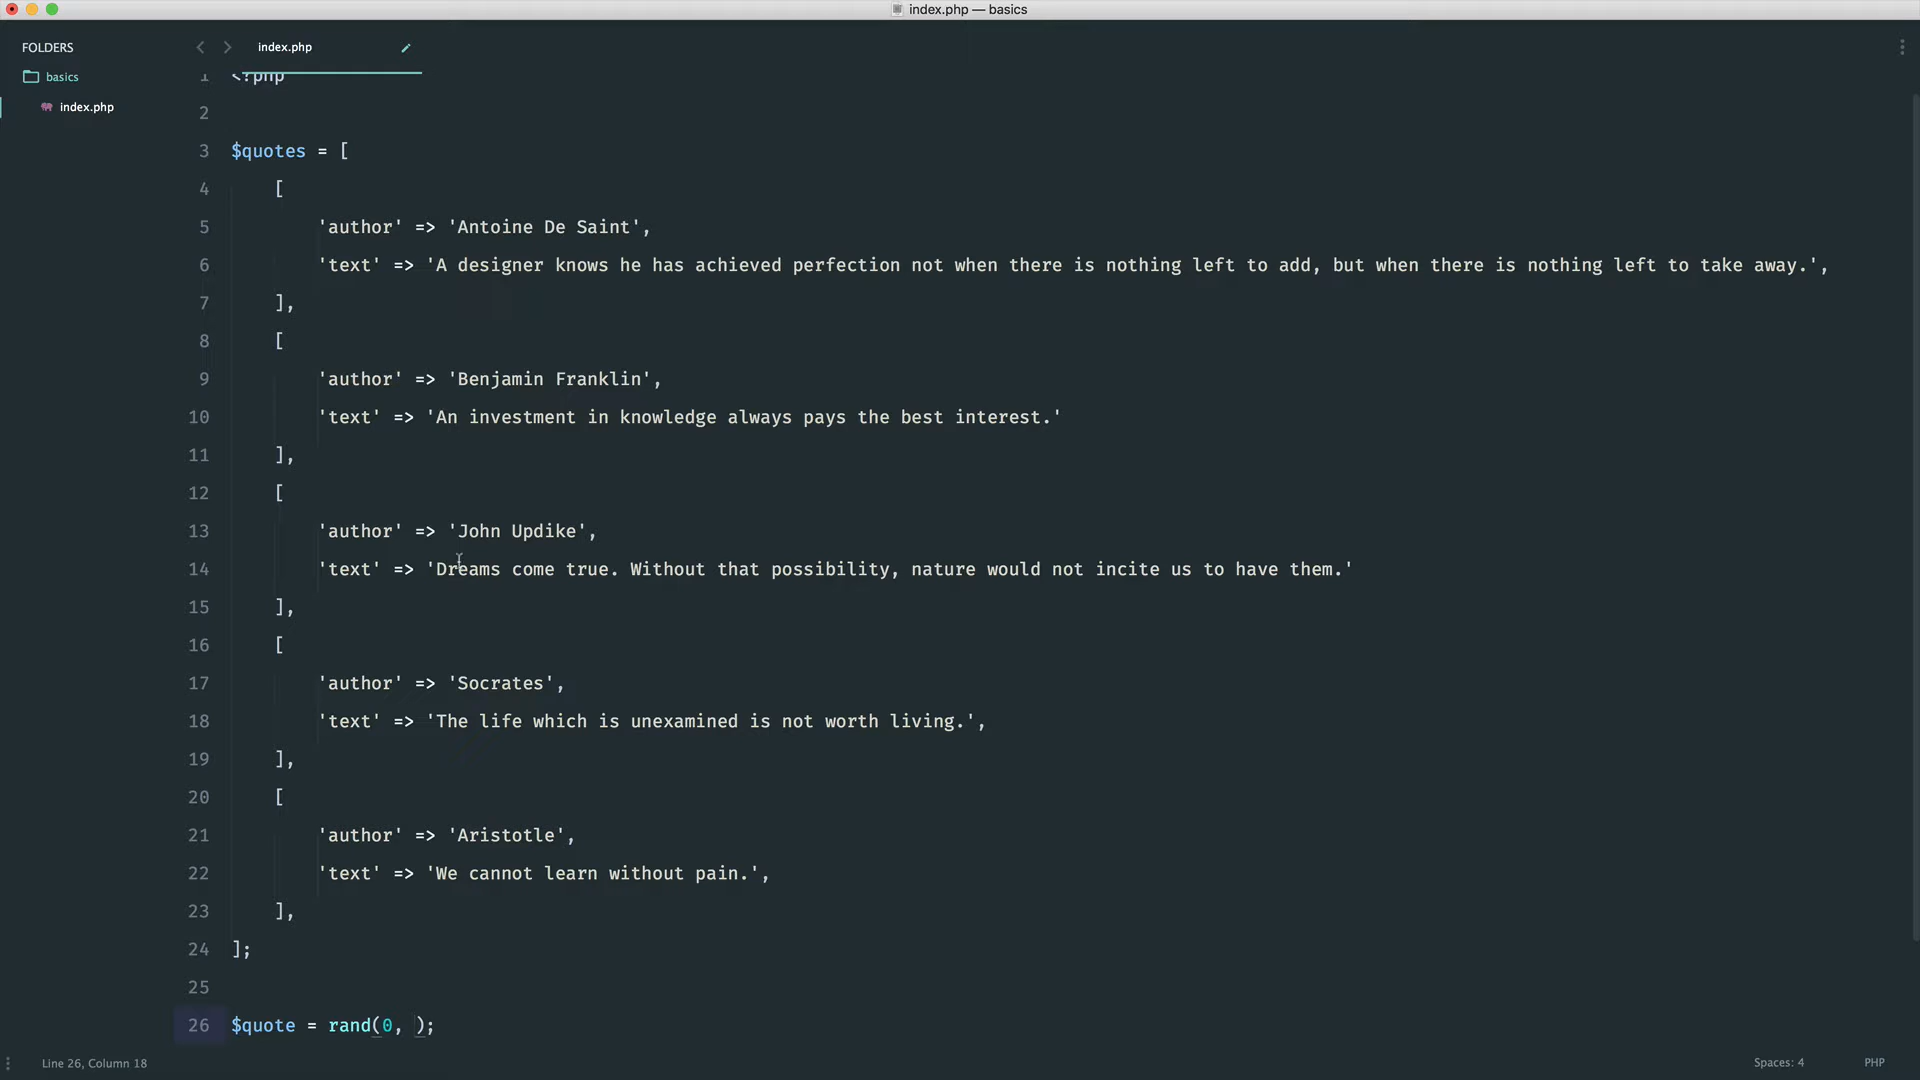 index.php — basics
FOLDERS
basics
index.php
index.php
1 <?php
2
3 $quotes = [
4     [
5         'author' => 'Antoine De Saint',
6         'text' => 'A designer knows he has achieved perfection not when there is nothing left to add, but when there is nothing left to take away.',
7     ],
8     [
9         'author' => 'Benjamin Franklin',
10         'text' => 'An investment in knowledge always pays the best interest.'
11     ],
12     [
13         'author' => 'John Updike',
14         'text' => 'Dreams come true. Without that possibility, nature would not incite us to have them.'
15     ],
16     [
17         'author' => 'Socrates',
18         'text' => 'The life which is unexamined is not worth living.',
19     ],
20     [
21         'author' => 'Aristotle',
22         'text' => 'We cannot learn without pain.',
23     ],
24 ];
25
26 $quote = rand(0, );
Line 26, Column 18
Spaces: 4
PHP